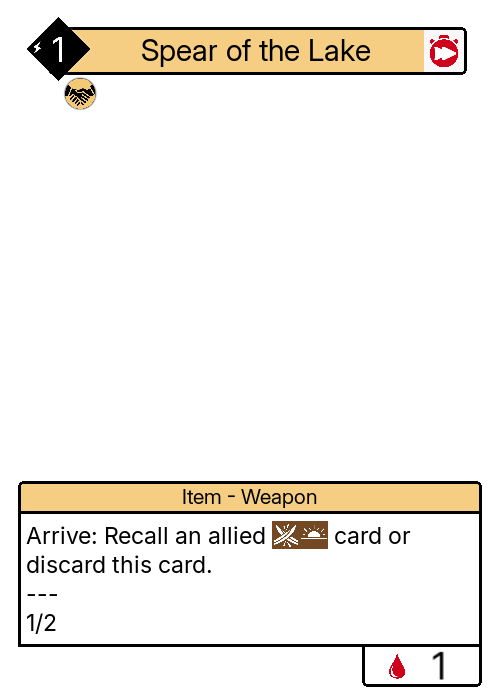 1
Spear of the Lake
Item - Weapon
Arrive: Recall an allied card or
discard this card.
---
1/2
1